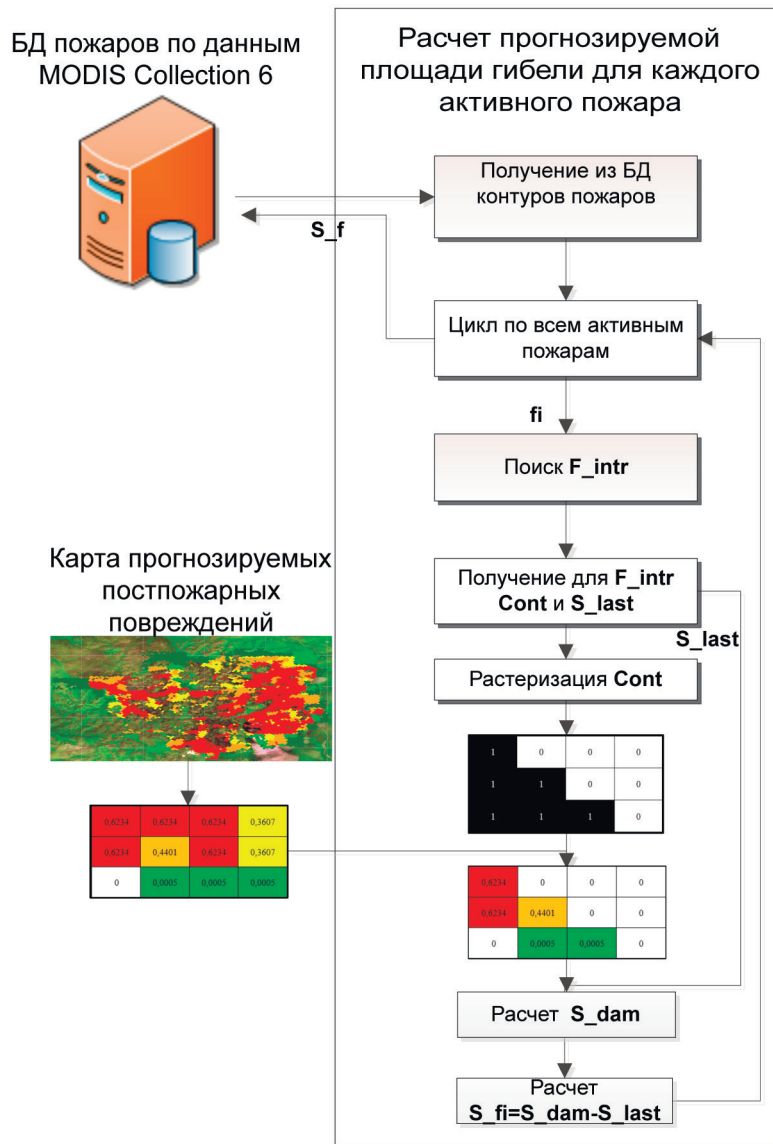 БД пожаров по данным
MODIS Collection 6
Расчет прогнозируемой
площади гибели для каждого
активного пожара
Получение из БД
контуров пожаров
S_f
Цикл по всем активным
пожарам
fi
Поиск F_intr
Карта прогнозируемых
постпожарных
повреждений
Получение для F_intr
Cont и S_last
S_last
Растеризация Cont
1 0 0 0
1 1 0 0
1 1 1 0
0,6234 0,6234 0,6234 0,3607
0,6234 0,4401 0,6234 0,3607
0 0,0005 0,0005 0,0005
0,6234 0 0 0
0,6234 0,4401 0 0
0 0,0005 0,0005 0
Расчет S_dam
Расчет
S_fi=S_dam-S_last